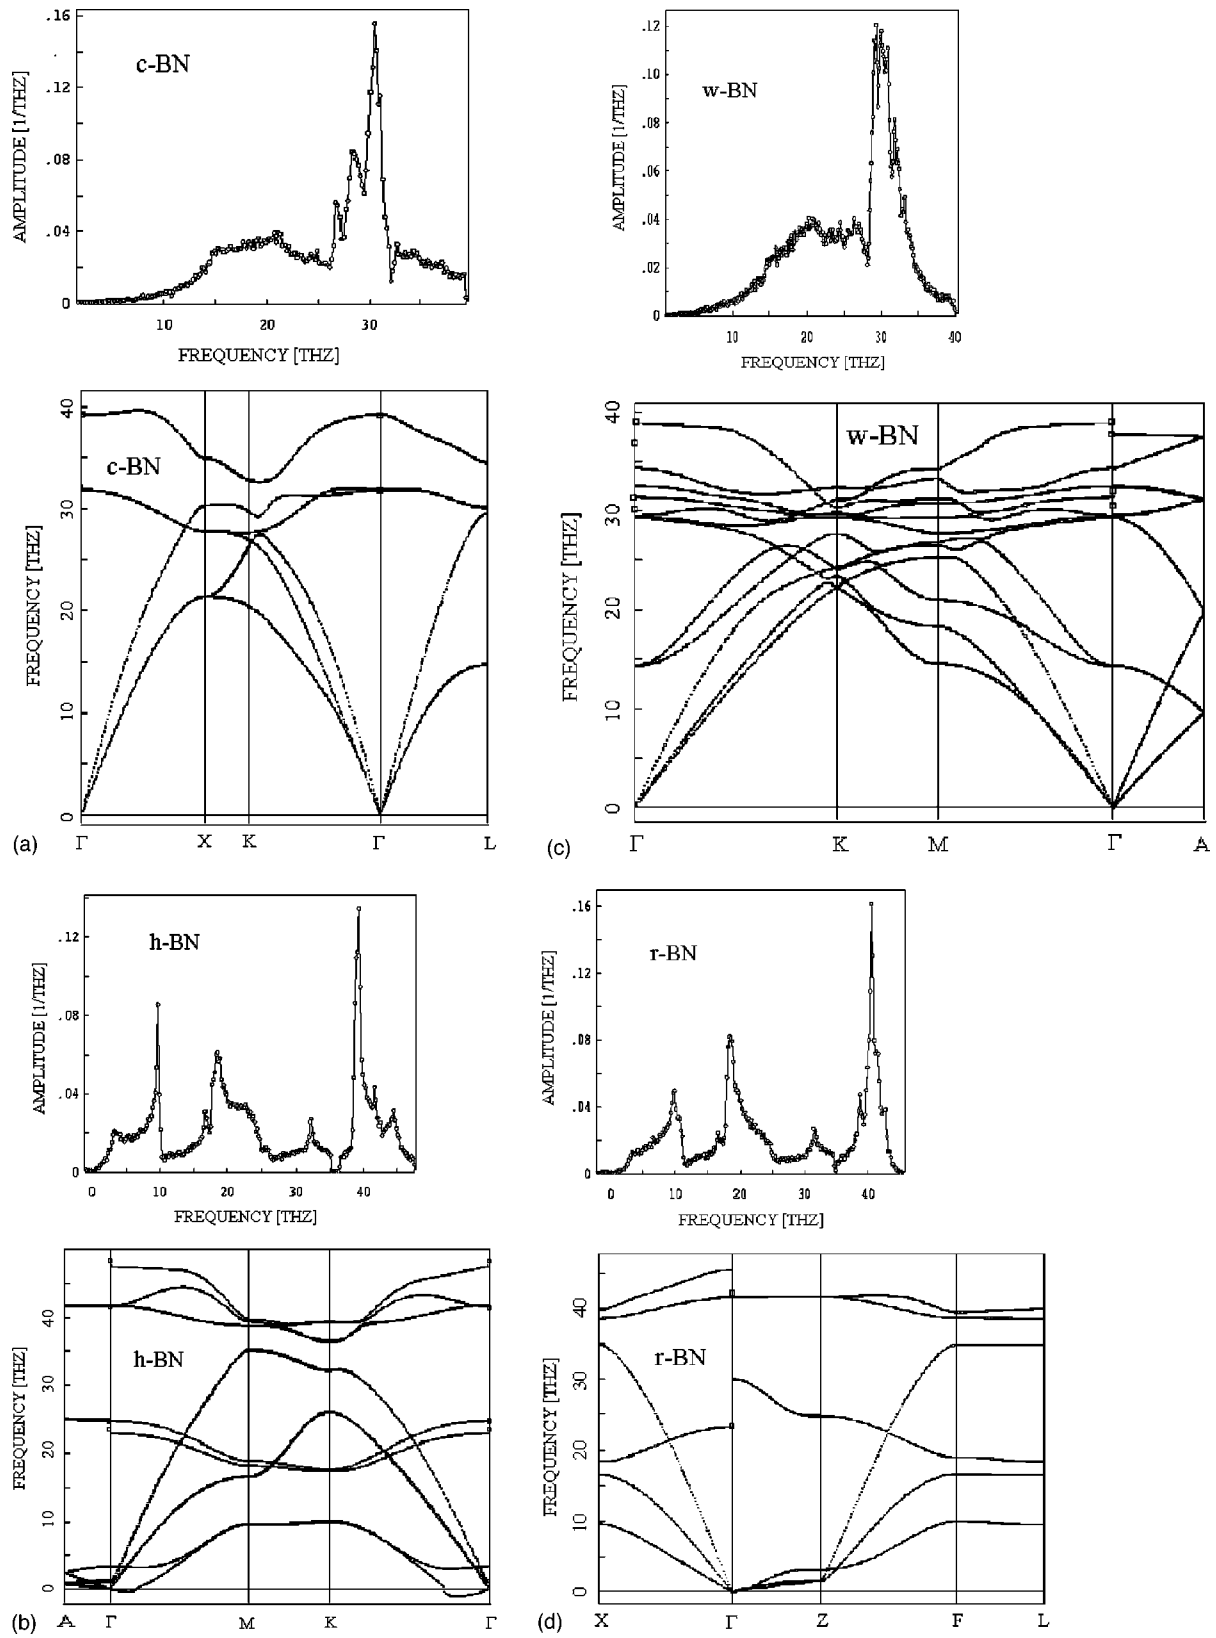 .16
.12
.08
.04
0
AMPLITUDE [1/THZ]
c-BN
10
20
30
FREQUENCY [THZ]
.12
.10
.08
.06
.04
.02
0
AMPLITUDE [1/THZ]
w-BN
10
20
30
40
FREQUENCY [THZ]
40
30
20
10
0
FREQUENCY [THZ]
c-BN
(a)
Γ
X
K
Γ
L
40
30
20
10
0
FREQUENCY [THZ]
w-BN
(c)
Γ
K
M
Γ
A
.12
.08
.04
0
AMPLITUDE [1/THZ]
h-BN
0
10
20
30
40
FREQUENCY [THZ]
.16
.12
.08
.04
0
AMPLITUDE [1/THZ]
r-BN
0
10
20
30
40
FREQUENCY [THZ]
40
30
20
10
0
FREQUENCY [THZ]
h-BN
(b)
A
Γ
M
K
Γ
40
30
20
10
0
FREQUENCY [THZ]
r-BN
(d)
X
Γ
Z
F
L